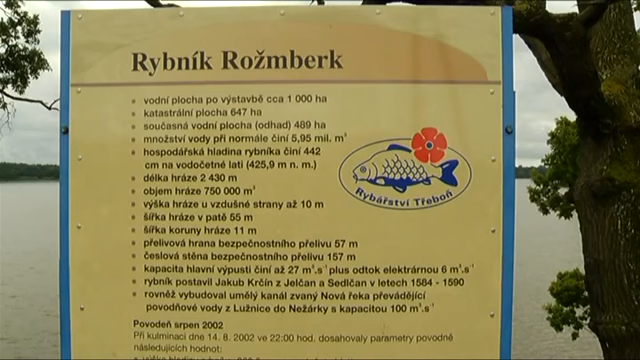 Rybník Rožmberk
vodní plocha po výstavbě cca 1 000 ha
katastrální plocha 647 ha
současná vodní plocha (odhad) 489 ha
množství vody při normále činí 5,95 mil. m³
hospodářská hladina rybníka činí 442
cm na vodočetné lati (425,9 m n. m.)
délka hráze 2 430 m
objem hráze 750 000 m³
výška hráze u vzdušné strany až 10 m
šířka hráze v patě 55 m
šířka koruny hráze 11 m
přelivová hrana bezpečnostního přelivu 57 m
česlová stěna bezpečnostního přelivu 157 m
kapacita hlavní výpusti činí až 27 m³.s⁻¹ plus odtok elektrárnou 6 m³.s⁻¹
rybník postavil Jakub Krčín z Jelčan a Sedlčan v letech 1584 - 1590
rovněž vybudoval umělý kanál zvaný Nová řeka převádějící
povodňové vody z Lužnice do Nežárky s kapacitou 100 m³.s⁻¹
Rybářství Třeboň
Povodeň srpen 2002
Při kulminaci dne 14. 8. 2002 ve 22:00 hod. dosahovaly parametry povodně
následujících hodnot: